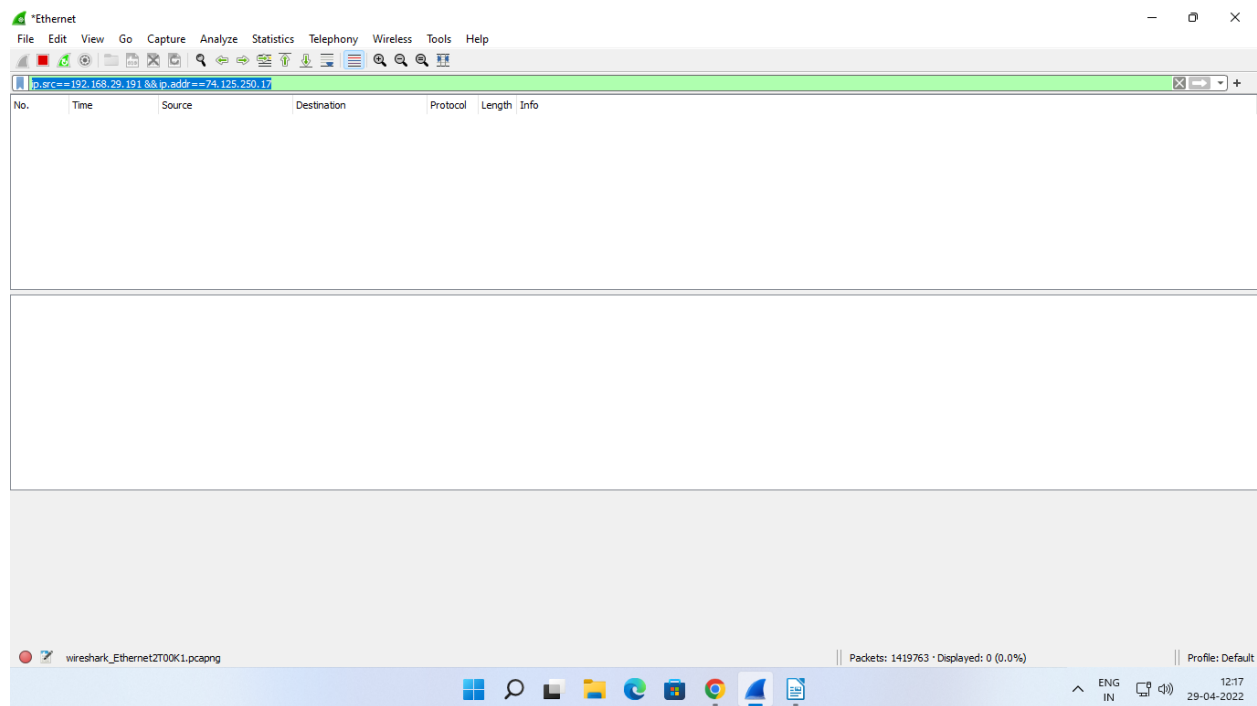 *Ethernet
File Edit View Go Capture Analyze Statistics Telephony Wireless Tools Help
ip.src==192.168.29.191 && ip.addr==74.125.250.17
No. Time Source Destination Protocol Length Info
wireshark_Ethernet2T00K1.pcapng Packets: 1419763 · Displayed: 0 (0.0%) Profile: Default
ENG 12:17
IN 29-04-2022